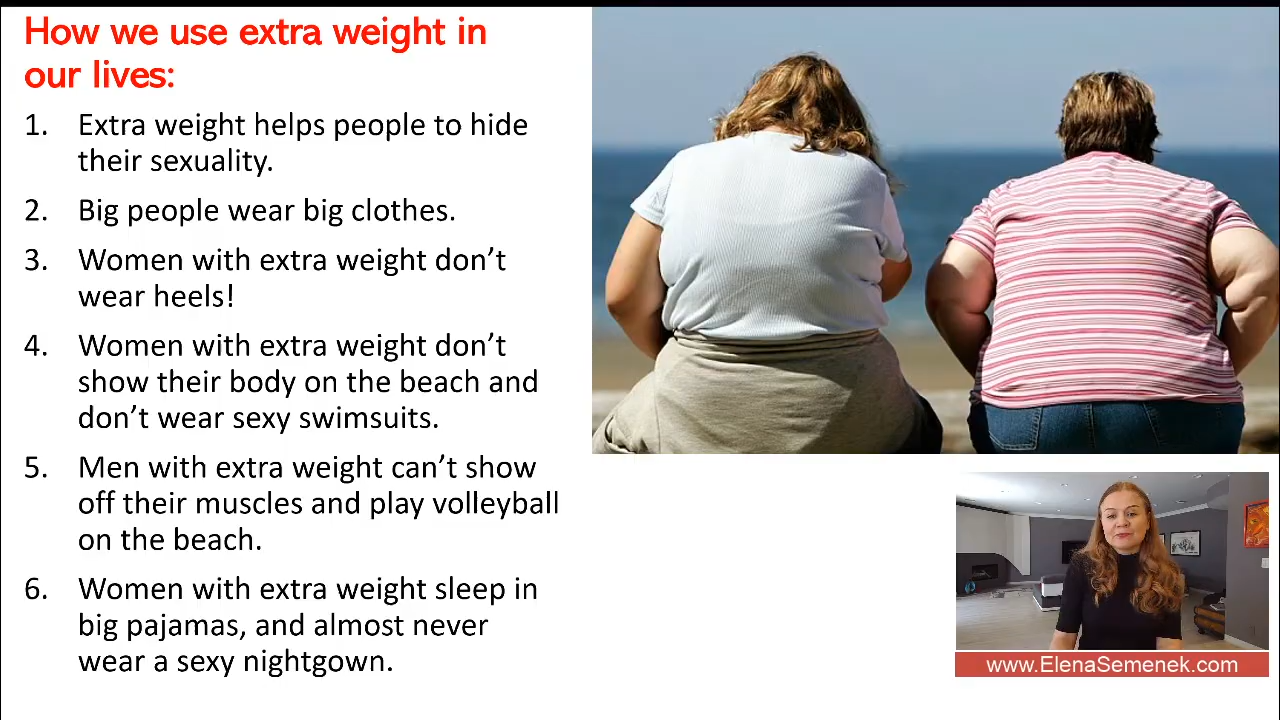 How we use extra weight in
our lives:
1. Extra weight helps people to hide
their sexuality.
2. Big people wear big clothes.
3. Women with extra weight don’t
wear heels!
4. Women with extra weight don’t
show their body on the beach and
don’t wear sexy swimsuits.
5. Men with extra weight can’t show
off their muscles and play volleyball
on the beach.
6. Women with extra weight sleep in
big pajamas, and almost never
wear a sexy nightgown.
www.ElenaSemenek.com